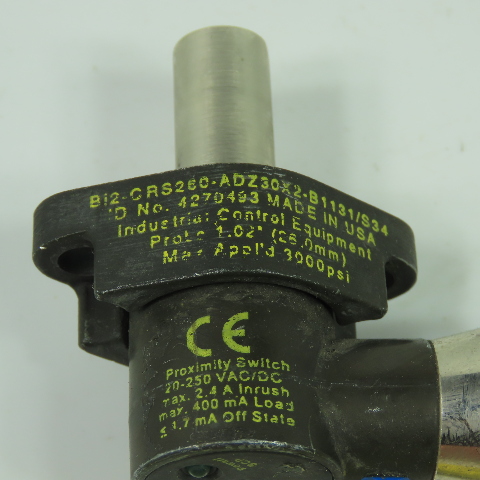 Bi2-CRS260-ADZ30X2-B1131/S34
ID No. 4270493 MADE IN USA
Industrial Control Equipment
Probe 1.02" (26.0mm)
Max Appl'd 3000psi
CE
Proximity Switch
20-250 VAC/DC
max. 2.4 A Inrush
max. 400 mA Load
≤ 1.7 mA Off State